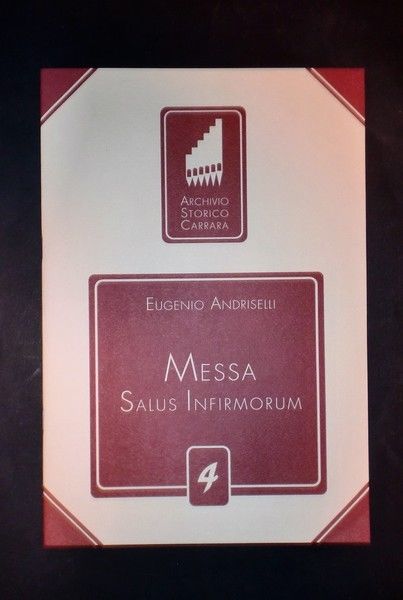 Archivio
Storico
Carrara
Eugenio Andriselli
Messa
Salus Infirmorum
4